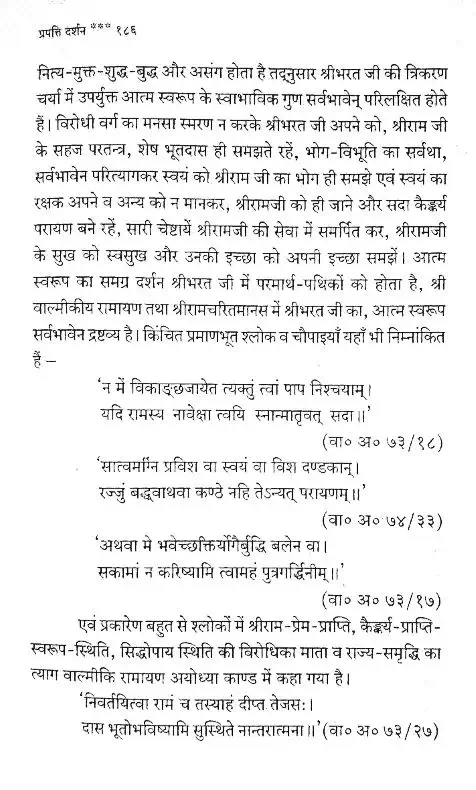 प्रपत्ति दर्शन *** १८६
नित्य-मुक्त-शुद्ध-बुद्ध और असंग होता है तद्नुसार श्रीभरत जी की त्रिकरण
चर्या में उपर्युक्त आत्म स्वरूप के स्वाभाविक गुण सर्वभावेन् परिलक्षित होते
हैं। विरोधी वर्ग का मनसा स्मरण न करके श्रीभरत जी अपने को, श्रीराम जी
के सहज परतन्त्र, शेष भूतदास ही समझते रहें, भोग-विभूति का सर्वथा,
सर्वभावेन परित्यागकर स्वयं को श्रीराम जी का भोग ही समझे एवं स्वयं का
रक्षक अपने व अन्य को न मानकर, श्रीरामजी को ही जाने और सदा कैङ्कर्य
परायण बने रहें, सारी चेष्टायें श्रीरामजी की सेवा में समर्पित कर, श्रीरामजी
के सुख को स्वसुख और उनकी इच्छा को अपनी इच्छा समझें। आत्म
स्वरूप का समग्र दर्शन श्रीभरत जी में परमार्थ-पथिकों को होता है, श्री
वाल्मीकीय रामायण तथा श्रीरामचरितमानस में श्रीभरत जी का, आत्म स्वरूप
सर्वभावेन द्रष्टव्य है। किंचित प्रमाणभूत श्लोक व चौपाइयाँ यहाँ भी निम्नांकित
हैं –
‘न में विकाङ्छजायेत त्यक्तुं त्वां पाप निश्चयाम्।
यदि रामस्य नावेक्षा त्वयि स्नान्मातृवत् सदा॥’
(वा० अ० ७३/१८)
‘सात्वमग्नि प्रविश वा स्वयं वा विश दण्डकान्।
रज्जुं बद्धवाथवा कण्ठे नहि तेऽन्यत् परायणम्॥’
(वा० अ० ७४/३३)
‘अथवा मे भवेच्छक्तिर्योगैर्बुद्धि बलेन वा।
सकामां न करिष्यामि त्वामहं पुत्रगर्द्धिनीम्॥’
(वा० अ० ७३/१७)
एवं प्रकारेण बहुत से श्लोकों में श्रीराम-प्रेम-प्राप्ति, कैङ्कर्य-प्राप्ति-
स्वरूप-स्थिति, सिद्धोपाय स्थिति की विरोधिका माता व राज्य-समृद्धि का
त्याग वाल्मीकि रामायण अयोध्या काण्ड में कहा गया है।
‘निवर्तयित्वा रामं च तस्याहं दीप्त तेजसः।
दास भूतोभविष्यामि सुस्थिते नान्तरात्मना॥’ (वा० अ० ७३/२७)